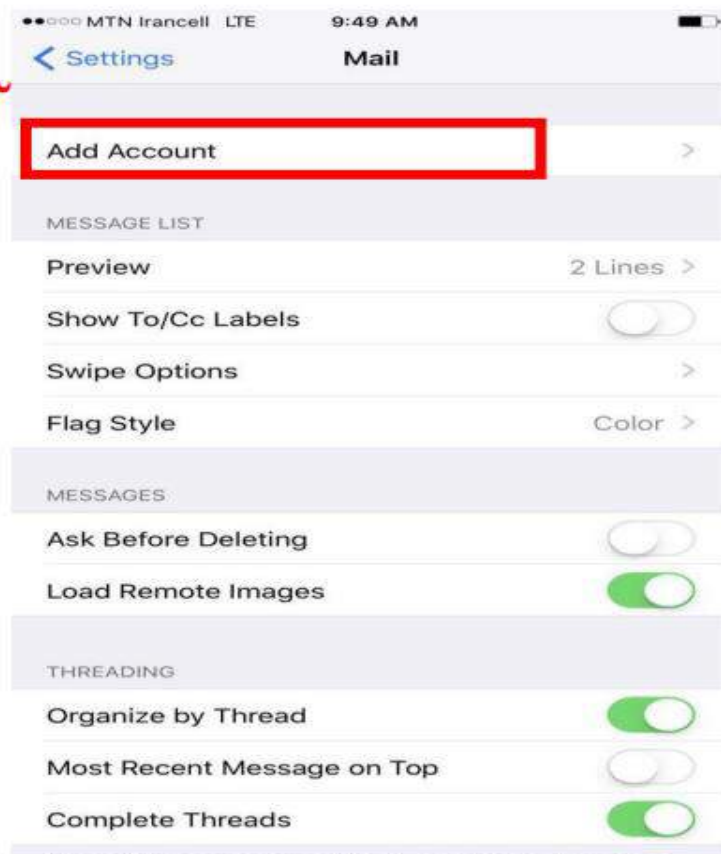 MTN Irancell LTE 9:49 AM
Settings Mail
Add Account
MESSAGE LIST
Preview 2 Lines
Show To/Cc Labels
Swipe Options
Flag Style Color
MESSAGES
Ask Before Deleting
Load Remote Images
THREADING
Organize by Thread
Most Recent Message on Top
Complete Threads